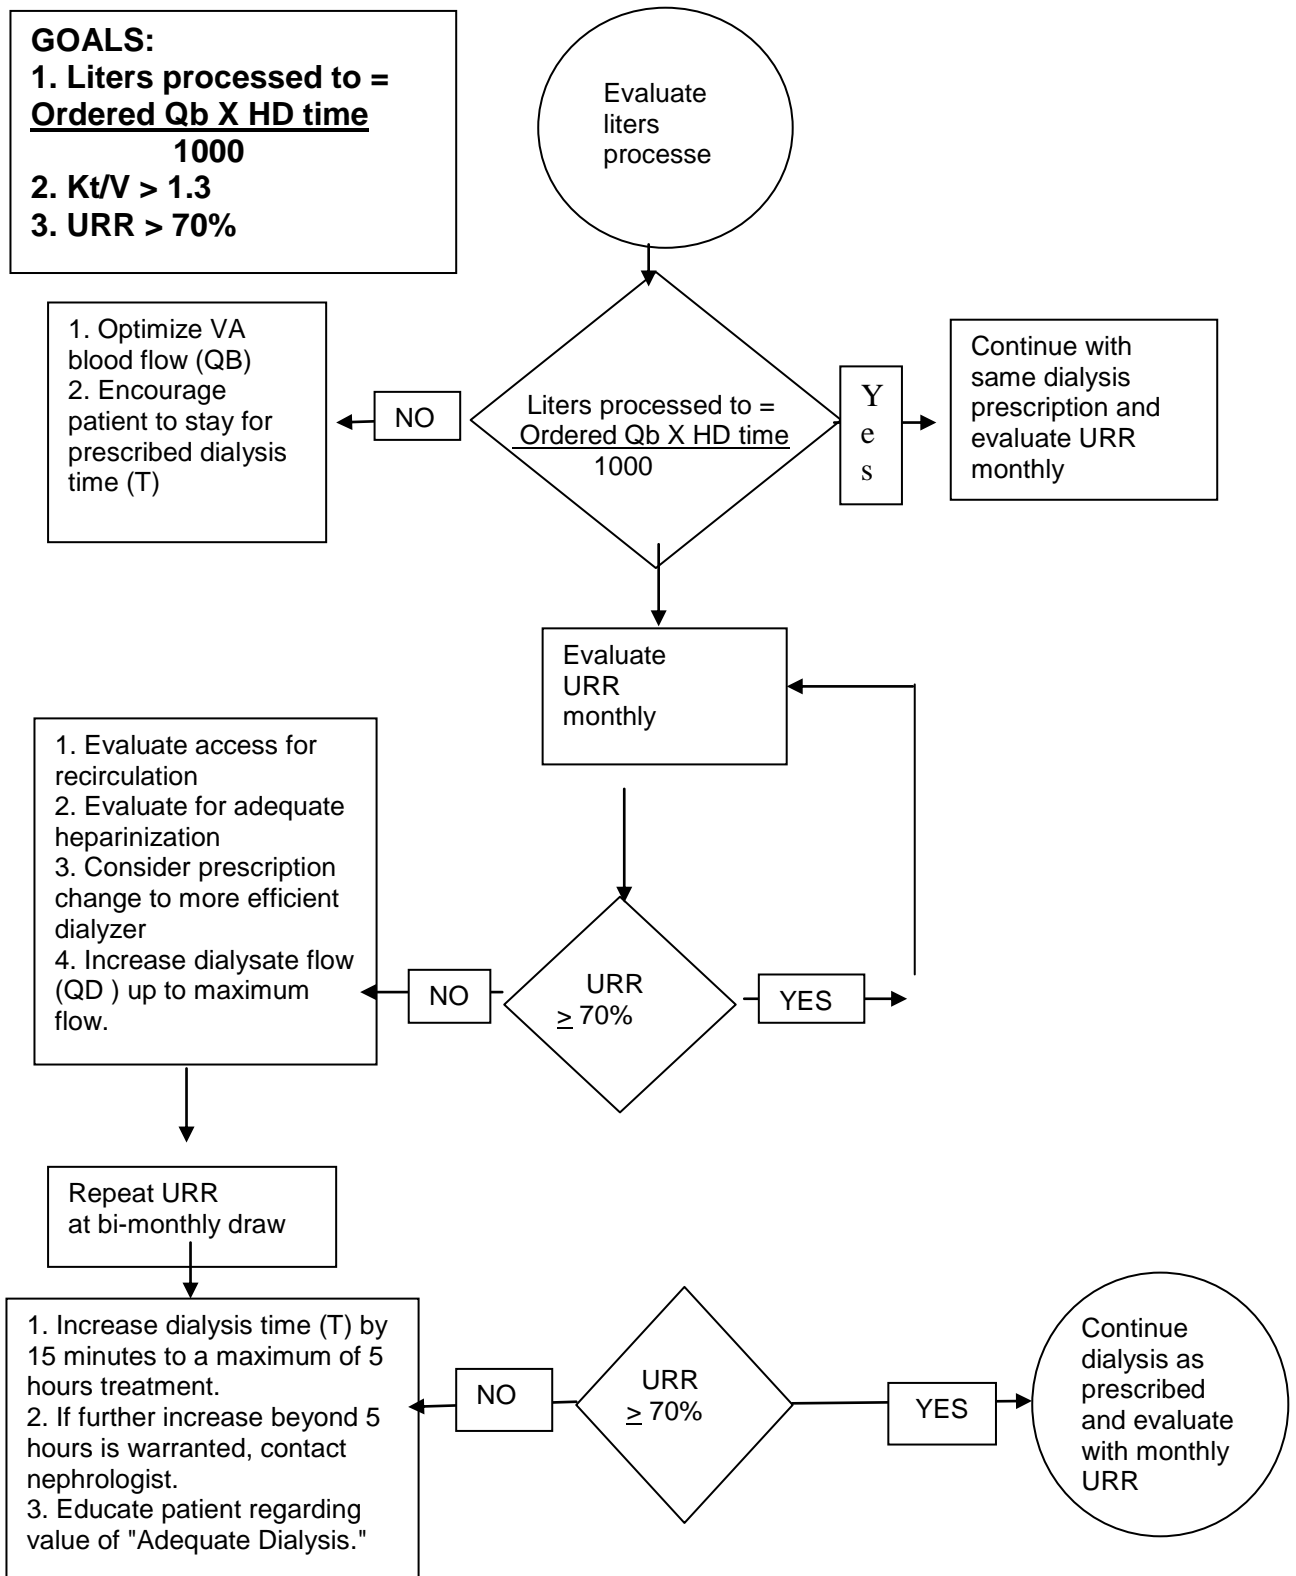 GOALS:
1. Liters processed to =
Ordered Qb X HD time
1000
2. Kt/V > 1.3
3. URR > 70%
Evaluate
liters
processe
1. Optimize VA
blood flow (QB)
2. Encourage
patient to stay for
prescribed dialysis
time (T)
NO
Liters processed to =
Ordered Qb X HD time
1000
Y
e
s
Continue with
same dialysis
prescription and
evaluate URR
monthly
Evaluate
URR
monthly
1. Evaluate access for
recirculation
2. Evaluate for adequate
heparinization
3. Consider prescription
change to more efficient
dialyzer
4. Increase dialysate flow
(QD ) up to maximum
flow.
NO
URR
≥ 70%
YES
Repeat URR
at bi-monthly draw
1. Increase dialysis time (T) by
15 minutes to a maximum of 5
hours treatment.
2. If further increase beyond 5
hours is warranted, contact
nephrologist.
3. Educate patient regarding
value of "Adequate Dialysis."
NO
URR
≥ 70%
YES
Continue
dialysis as
prescribed
and evaluate
with monthly
URR